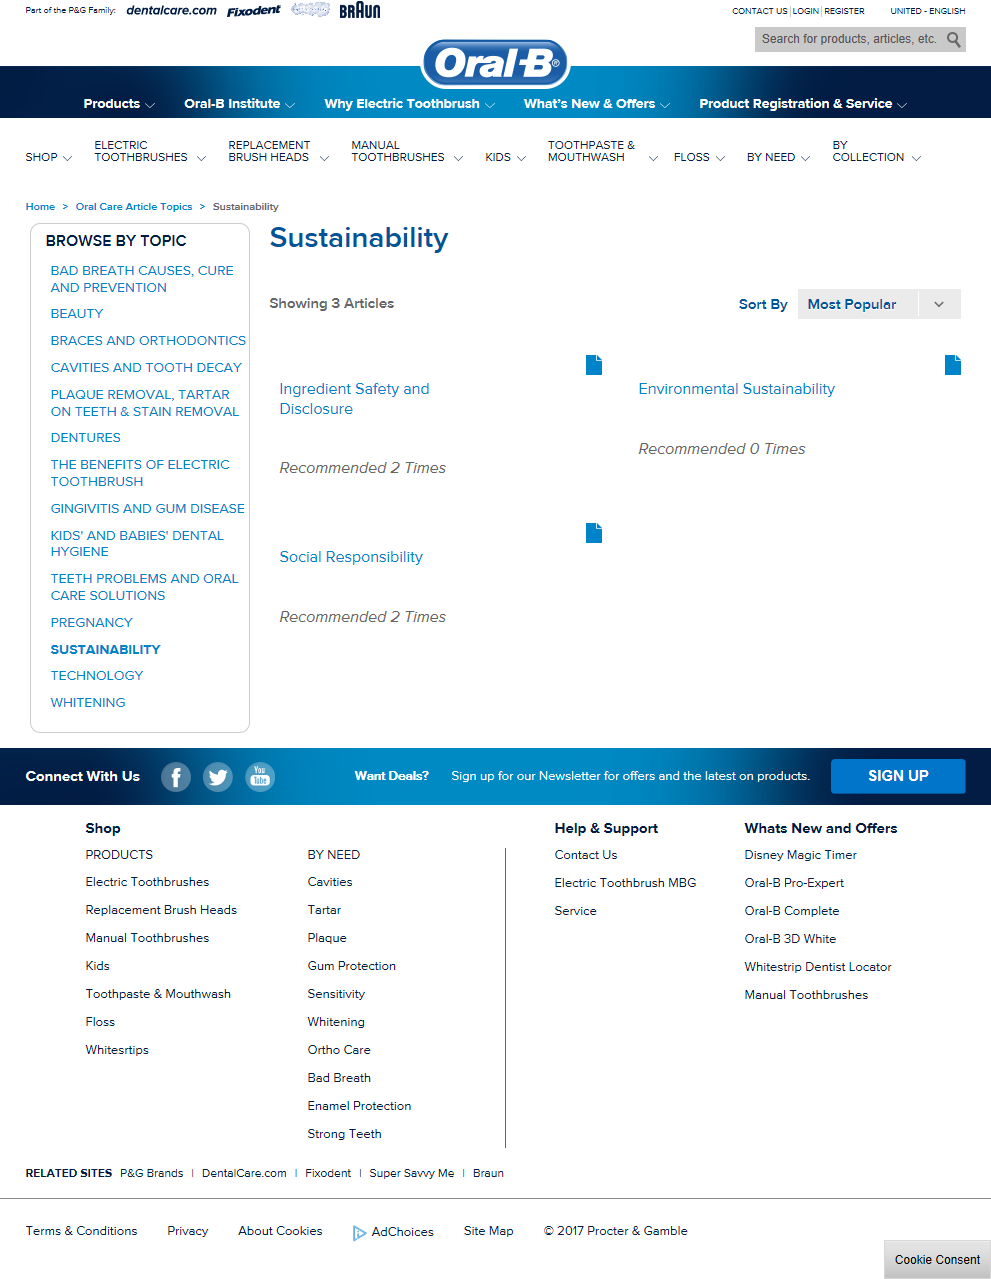 Part of the P&G Family: dentalcare.com Fixodent BRAUN
CONTACT US LOGIN REGISTER UNITED - ENGLISH
Search for products, articles, etc.
Oral-B®
Products Oral-B Institute Why Electric Toothbrush What's New & Offers Product Registration & Service
SHOP
ELECTRIC
TOOTHBRUSHES
REPLACEMENT
BRUSH HEADS
MANUAL
TOOTHBRUSHES
KIDS
TOOTHPASTE &
MOUTHWASH
FLOSS
BY NEED
BY
COLLECTION
Home > Oral Care Article Topics > Sustainability
BROWSE BY TOPIC
BAD BREATH CAUSES, CURE
AND PREVENTION
BEAUTY
BRACES AND ORTHODONTICS
CAVITIES AND TOOTH DECAY
PLAQUE REMOVAL, TARTAR
ON TEETH & STAIN REMOVAL
DENTURES
THE BENEFITS OF ELECTRIC
TOOTHBRUSH
GINGIVITIS AND GUM DISEASE
KIDS' AND BABIES' DENTAL
HYGIENE
TEETH PROBLEMS AND ORAL
CARE SOLUTIONS
PREGNANCY
SUSTAINABILITY
TECHNOLOGY
WHITENING
Sustainability
Showing 3 Articles
Sort By Most Popular
Ingredient Safety and
Disclosure
Recommended 2 Times
Environmental Sustainability
Recommended 0 Times
Social Responsibility
Recommended 2 Times
Connect With Us
You
Tube
Want Deals? Sign up for our Newsletter for offers and the latest on products.
SIGN UP
Shop
PRODUCTS
Electric Toothbrushes
Replacement Brush Heads
Manual Toothbrushes
Kids
Toothpaste & Mouthwash
Floss
Whitesrtips
BY NEED
Cavities
Tartar
Plaque
Gum Protection
Sensitivity
Whitening
Ortho Care
Bad Breath
Enamel Protection
Strong Teeth
Help & Support
Contact Us
Electric Toothbrush MBG
Service
Whats New and Offers
Disney Magic Timer
Oral-B Pro-Expert
Oral-B Complete
Oral-B 3D White
Whitestrip Dentist Locator
Manual Toothbrushes
RELATED SITES P&G Brands | DentalCare.com | Fixodent | Super Savvy Me | Braun
Terms & Conditions Privacy About Cookies AdChoices Site Map © 2017 Procter & Gamble
Cookie Consent